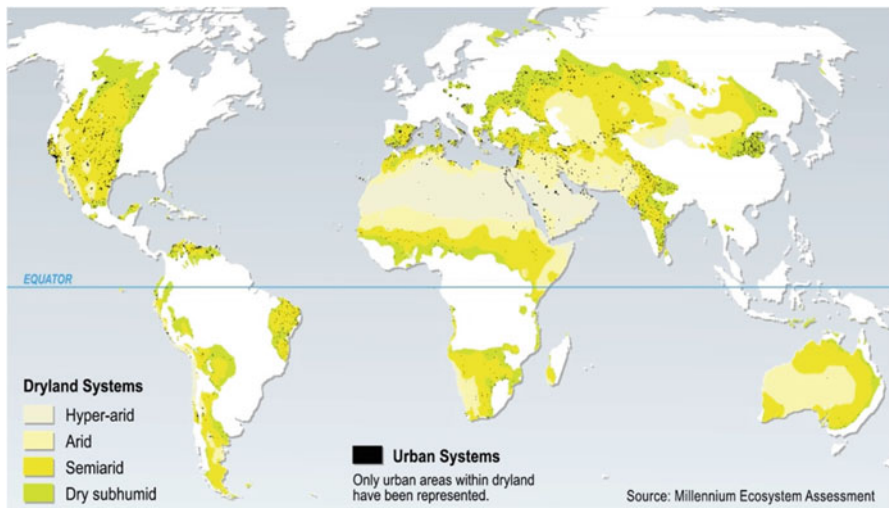 EQUATOR
Dryland Systems
Hyper-arid
Arid
Semiarid
Dry subhumid
Urban Systems
Only urban areas within dryland
have been represented.
Source: Millennium Ecosystem Assessment